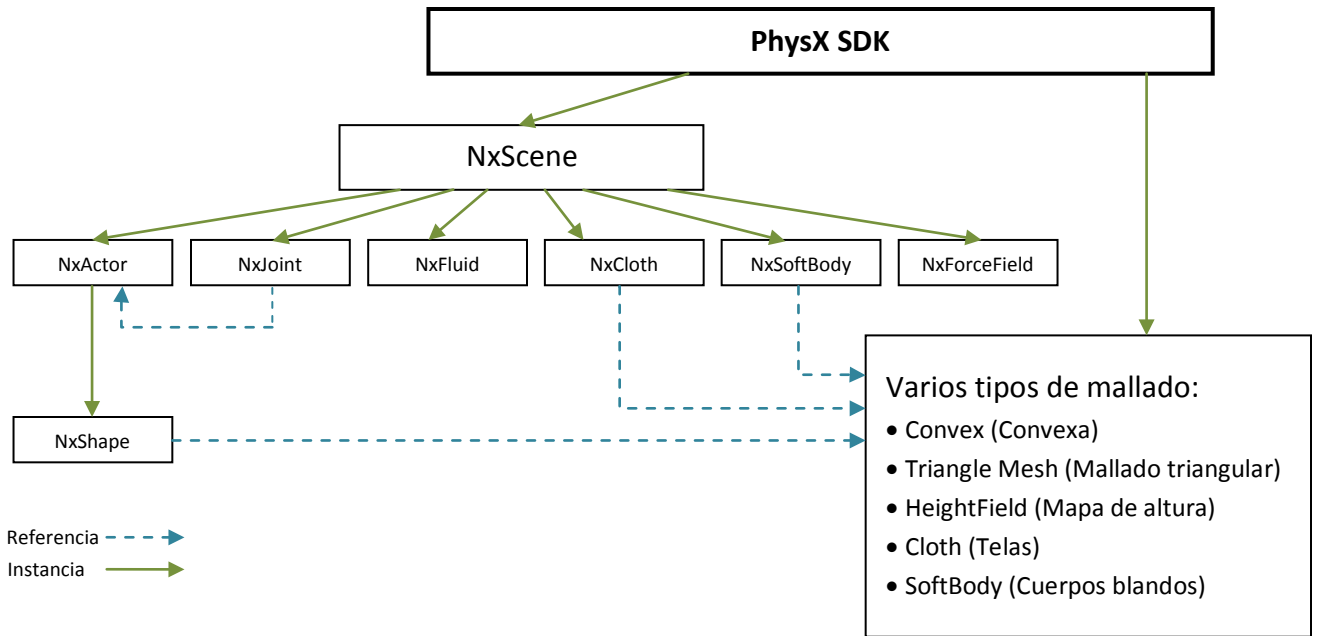 PhysX SDK
NxScene
NxActor
NxJoint
NxFluid
NxCloth
NxSoftBody
NxForceField
NxShape
Varios tipos de mallado:
• Convex (Convexa)
• Triangle Mesh (Mallado triangular)
• HeightField (Mapa de altura)
• Cloth (Telas)
• SoftBody (Cuerpos blandos)
Referencia
Instancia